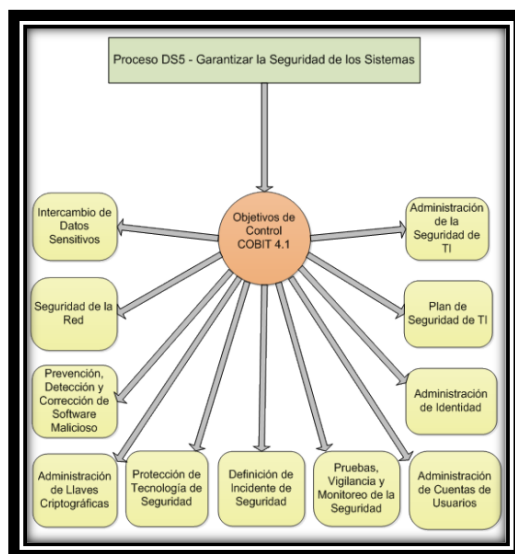 Proceso DS5 - Garantizar la Seguridad de los Sistemas
Objetivos de
Control
COBIT 4.1
Intercambio de
Datos
Sensitivos
Administración
de la
Seguridad de
TI
Seguridad de la
Red
Plan de
Seguridad de TI
Prevención,
Detección y
Corrección de
Software
Malicioso
Administración
de Identidad
Administración
de Llaves
Criptográficas
Protección de
Tecnología de
Seguridad
Definición de
Incidente de
Seguridad
Pruebas,
Vigilancia y
Monitoreo de la
Seguridad
Administración
de Cuentas de
Usuarios